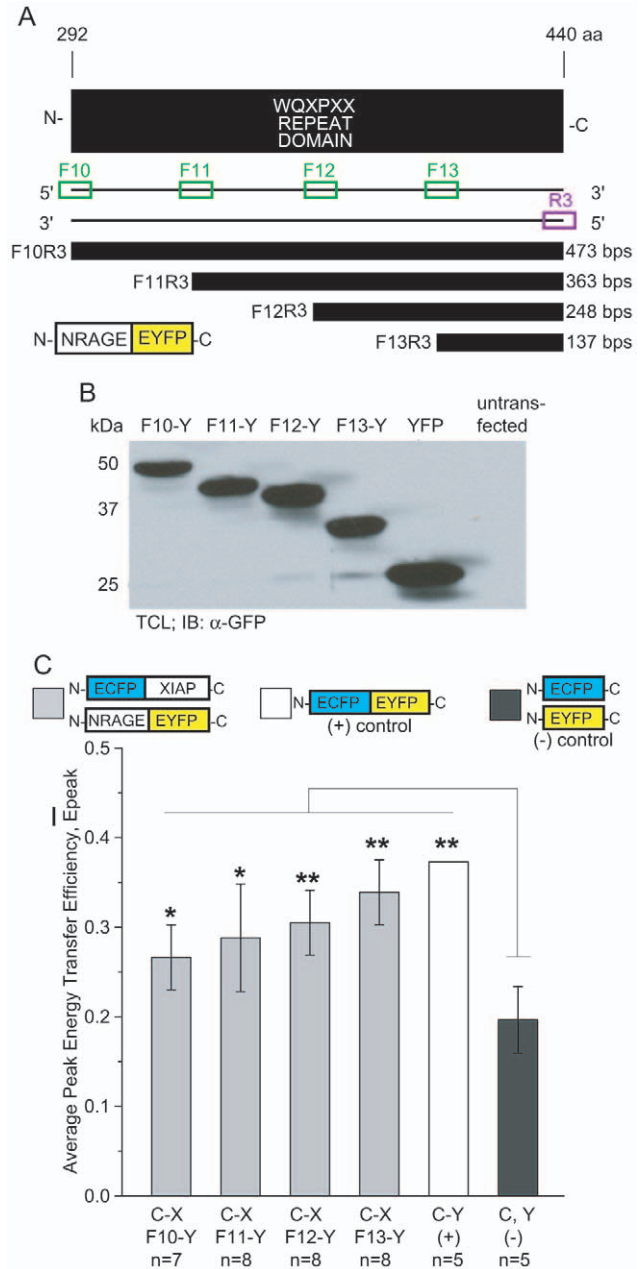 A
292 440 aa
N- WQXPXX REPEAT DOMAIN -C
F10 F11 F12 F13
5' 3'
R3
3' 5'
F10R3 473 bps
F11R3 363 bps
F12R3 248 bps
F13R3 137 bps
N- NRAGE EYFP -C
B
kDa F10-Y F11-Y F12-Y F13-Y YFP untrans-
fected
50
37
25
TCL; IB: α-GFP
C
N- ECFP XIAP -C
N- NRAGE EYFP -C
N- ECFP EYFP -C
(+) control
N- ECFP -C
N- EYFP -C
(-) control
Average Peak Energy Transfer Efficiency, Epeak
0.5
0.4
0.3
0.2
0.1
0.0
* * ** ** **
C-X C-X C-X C-X C-Y C, Y
F10-Y F11-Y F12-Y F13-Y (+) (-)
n=7 n=8 n=8 n=8 n=5 n=5